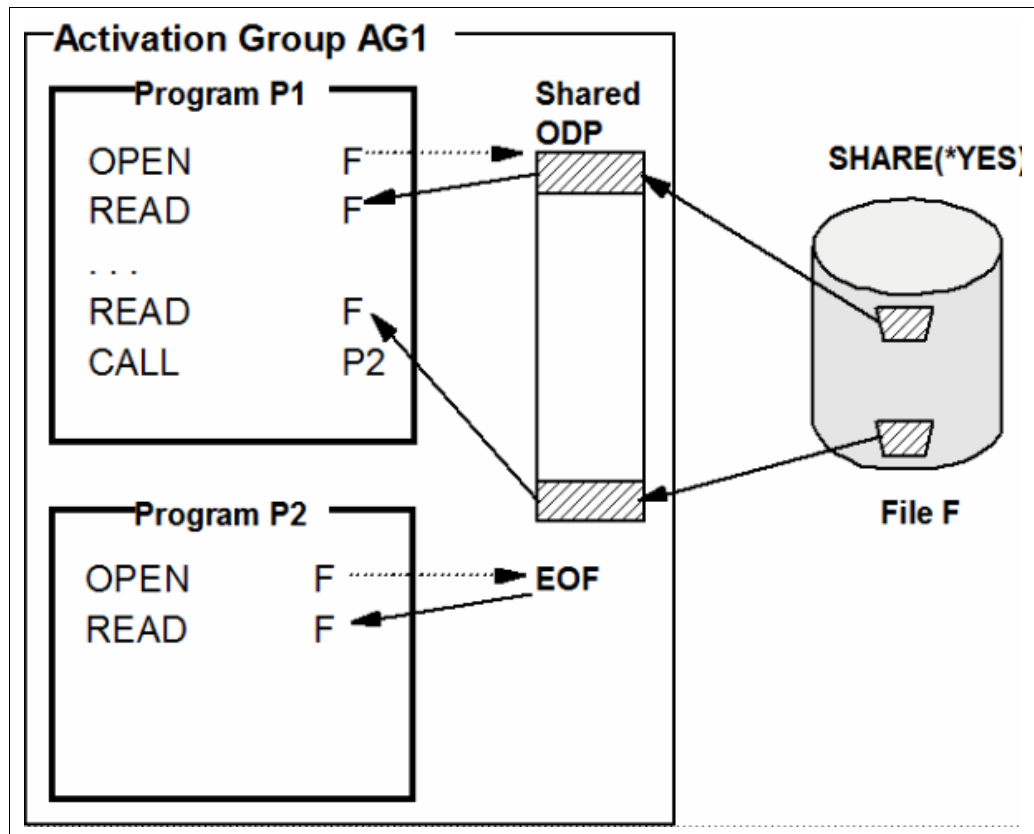 Activation Group AG1
Program P1
OPEN F
READ F
. . .
READ F
CALL P2
Shared
ODP
SHARE(*YES)
File F
Program P2
OPEN F
READ F
EOF